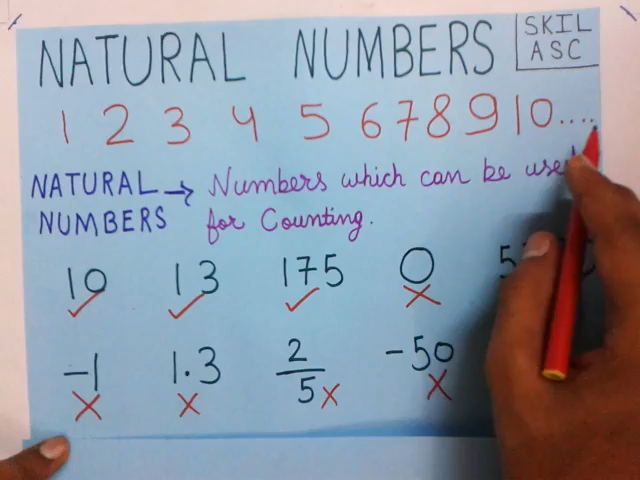 NATURAL NUMBERS
SKIL
ASC
1 2 3 4 5 6 7 8 9 10.....
NATURAL → Numbers which can be
NUMBERS for Counting.
10 13 175 0
-1 1.3 2/5 -50